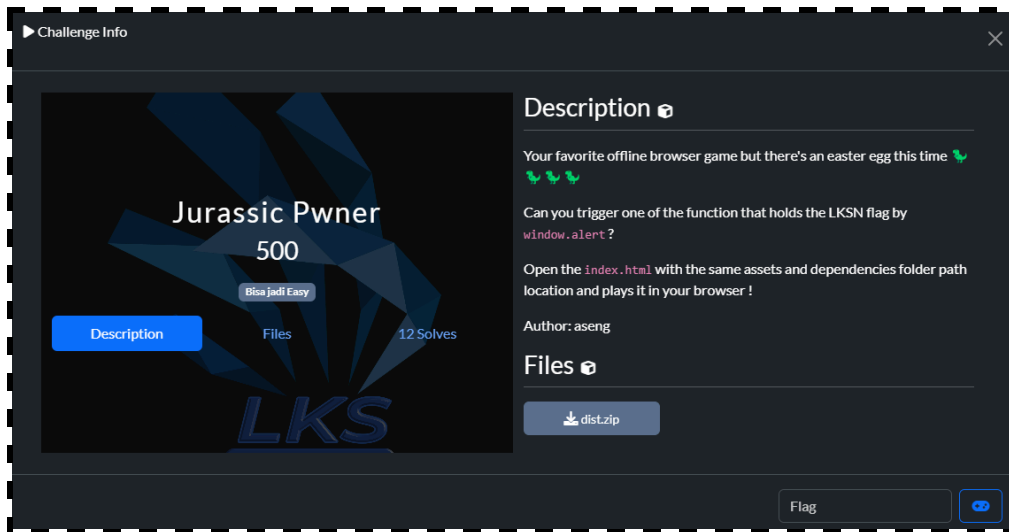 Challenge Info
Jurassic Pwner
500
Bisa jadi Easy
Description
Files
12 Solves
LKS
Description
Your favorite offline browser game but there's an easter egg this time 🦖
🦖 🦖 🦖
Can you trigger one of the function that holds the LKSN flag by
window.alert ?
Open the index.html with the same assets and dependencies folder path
location and plays it in your browser !
Author: aseng
Files
dist.zip
Flag